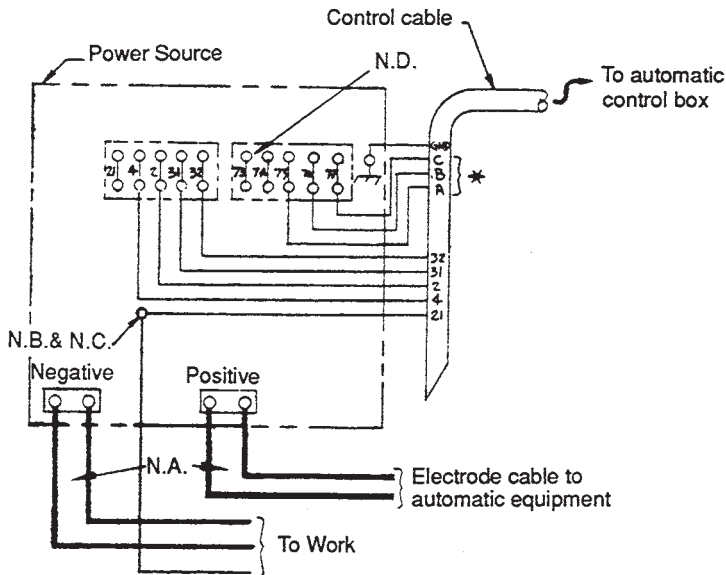 Control cable
Power Source
N.D.
To automatic
control box
GND
C
B
A
*
21 4 2 31 32
73 74 75 76 77
32
31
2
4
21
N.B.& N.C.
Negative
Positive
N.A.
Electrode cable to
automatic equipment
To Work